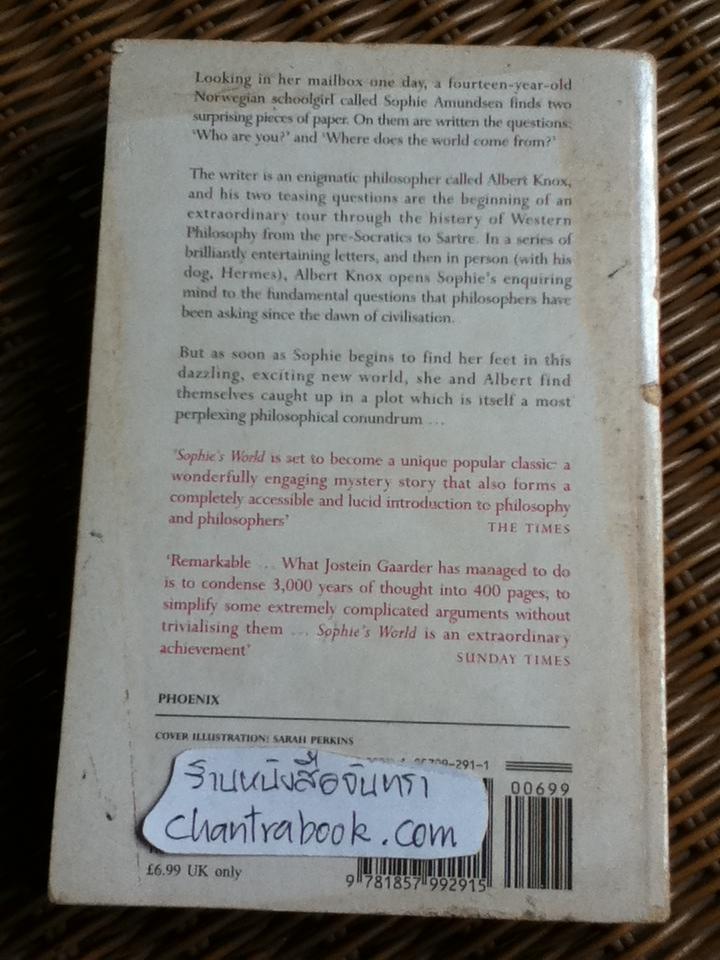 Looking in her mailbox one day, a fourteen-year-old
Norwegian schoolgirl called Sophie Amundsen finds two
surprising pieces of paper. On them are written the questions:
'Who are you?' and 'Where does the world come from?'
The writer is an enigmatic philosopher called Albert Knox,
and his two teasing questions are the beginning of an
extraordinary tour through the history of Western
Philosophy from the pre-Socratics to Sartre. In a series of
brilliantly entertaining letters, and then in person (with his
dog, Hermes), Albert Knox opens Sophie's enquiring
mind to the fundamental questions that philosophers have
been asking since the dawn of civilisation.
But as soon as Sophie begins to find her feet in this
dazzling, exciting new world, she and Albert find
themselves caught up in a plot which is itself a most
perplexing philosophical conundrum ...
'Sophie's World is set to become a unique popular classic: a
wonderfully engaging mystery story that also forms a
completely accessible and lucid introduction to philosophy
and philosophers' THE TIMES
'Remarkable ... What Jostein Gaarder has managed to do
is to condense 3,000 years of thought into 400 pages; to
simplify some extremely complicated arguments without
trivialising them ... Sophie's World is an extraordinary
achievement' SUNDAY TIMES
PHOENIX
COVER ILLUSTRATION: SARAH PERKINS
-291-1
00699
ร้านหนังสือจันทรา
chantrabook.com
£6.99 UK only
9 781857 992915